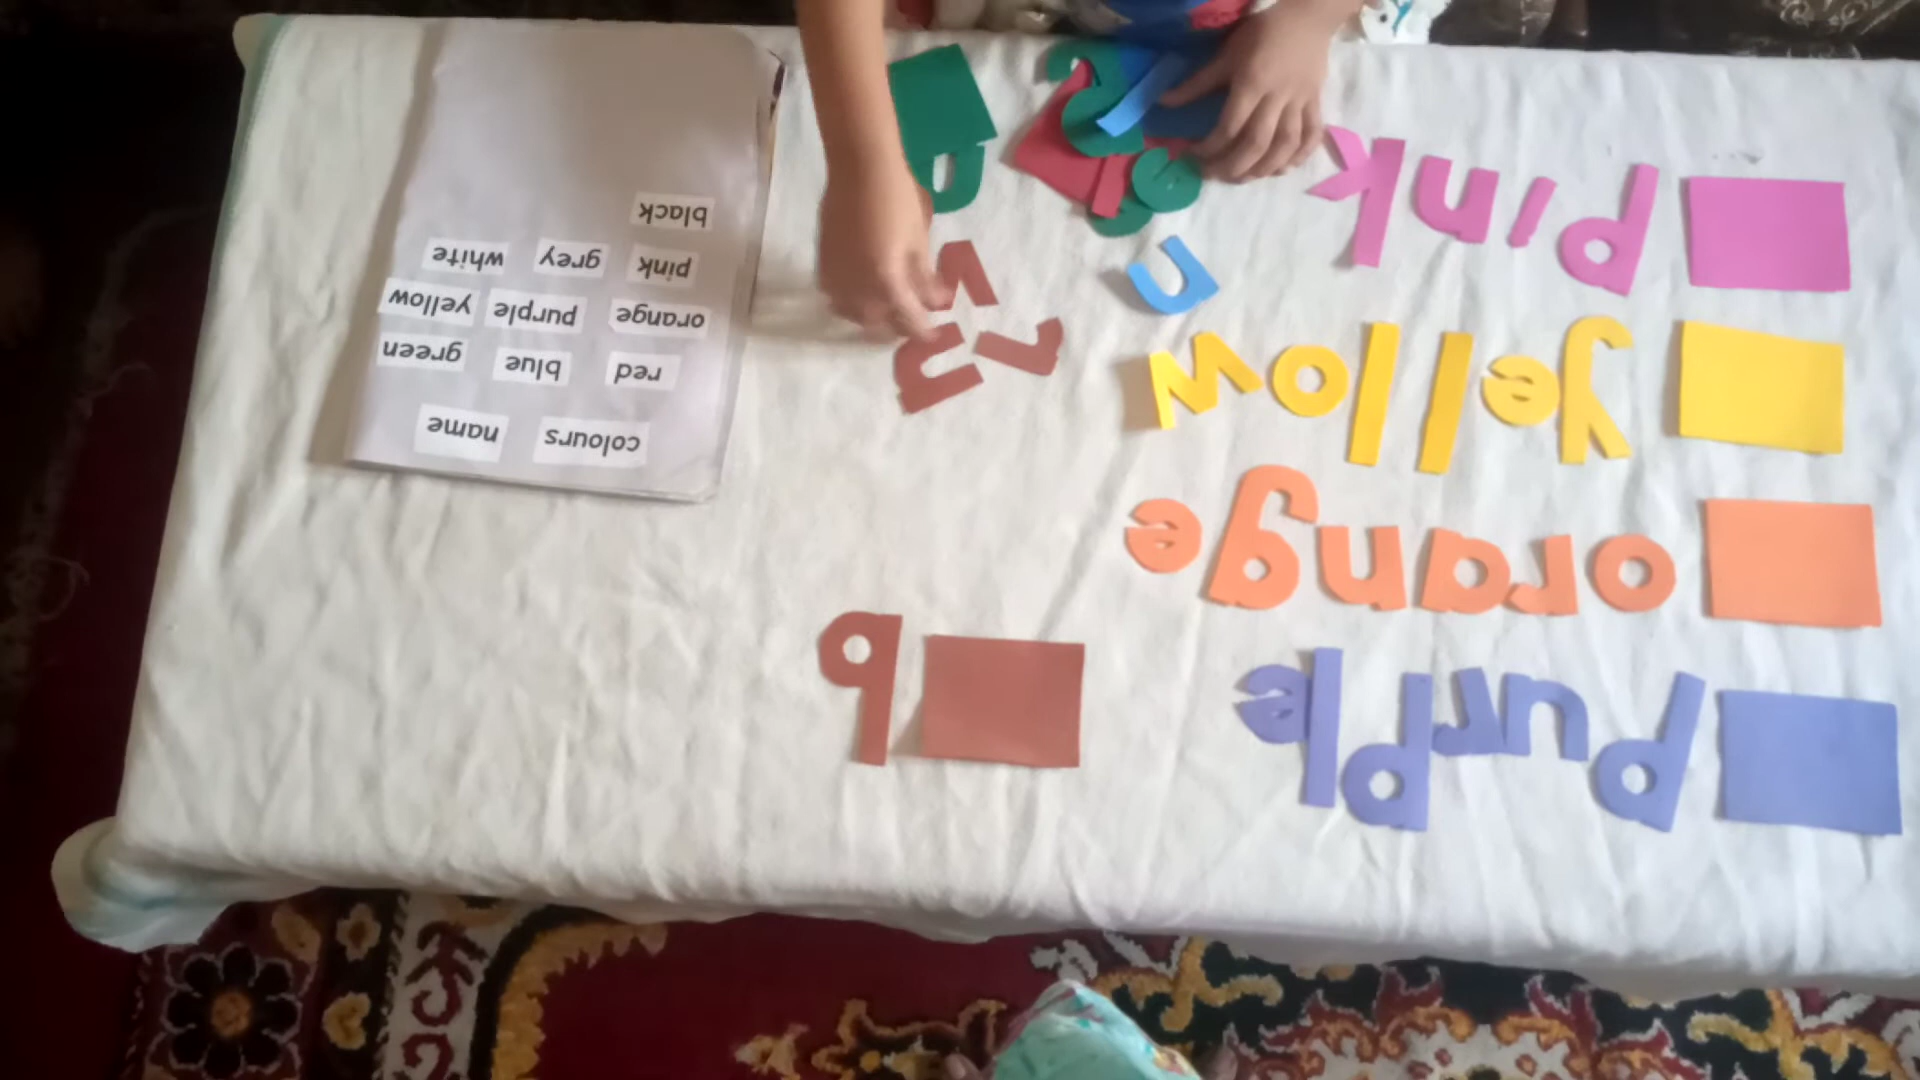 purple
b
orange
yellow
pink
colours name
red blue green
orange purple yellow
pink grey white
black